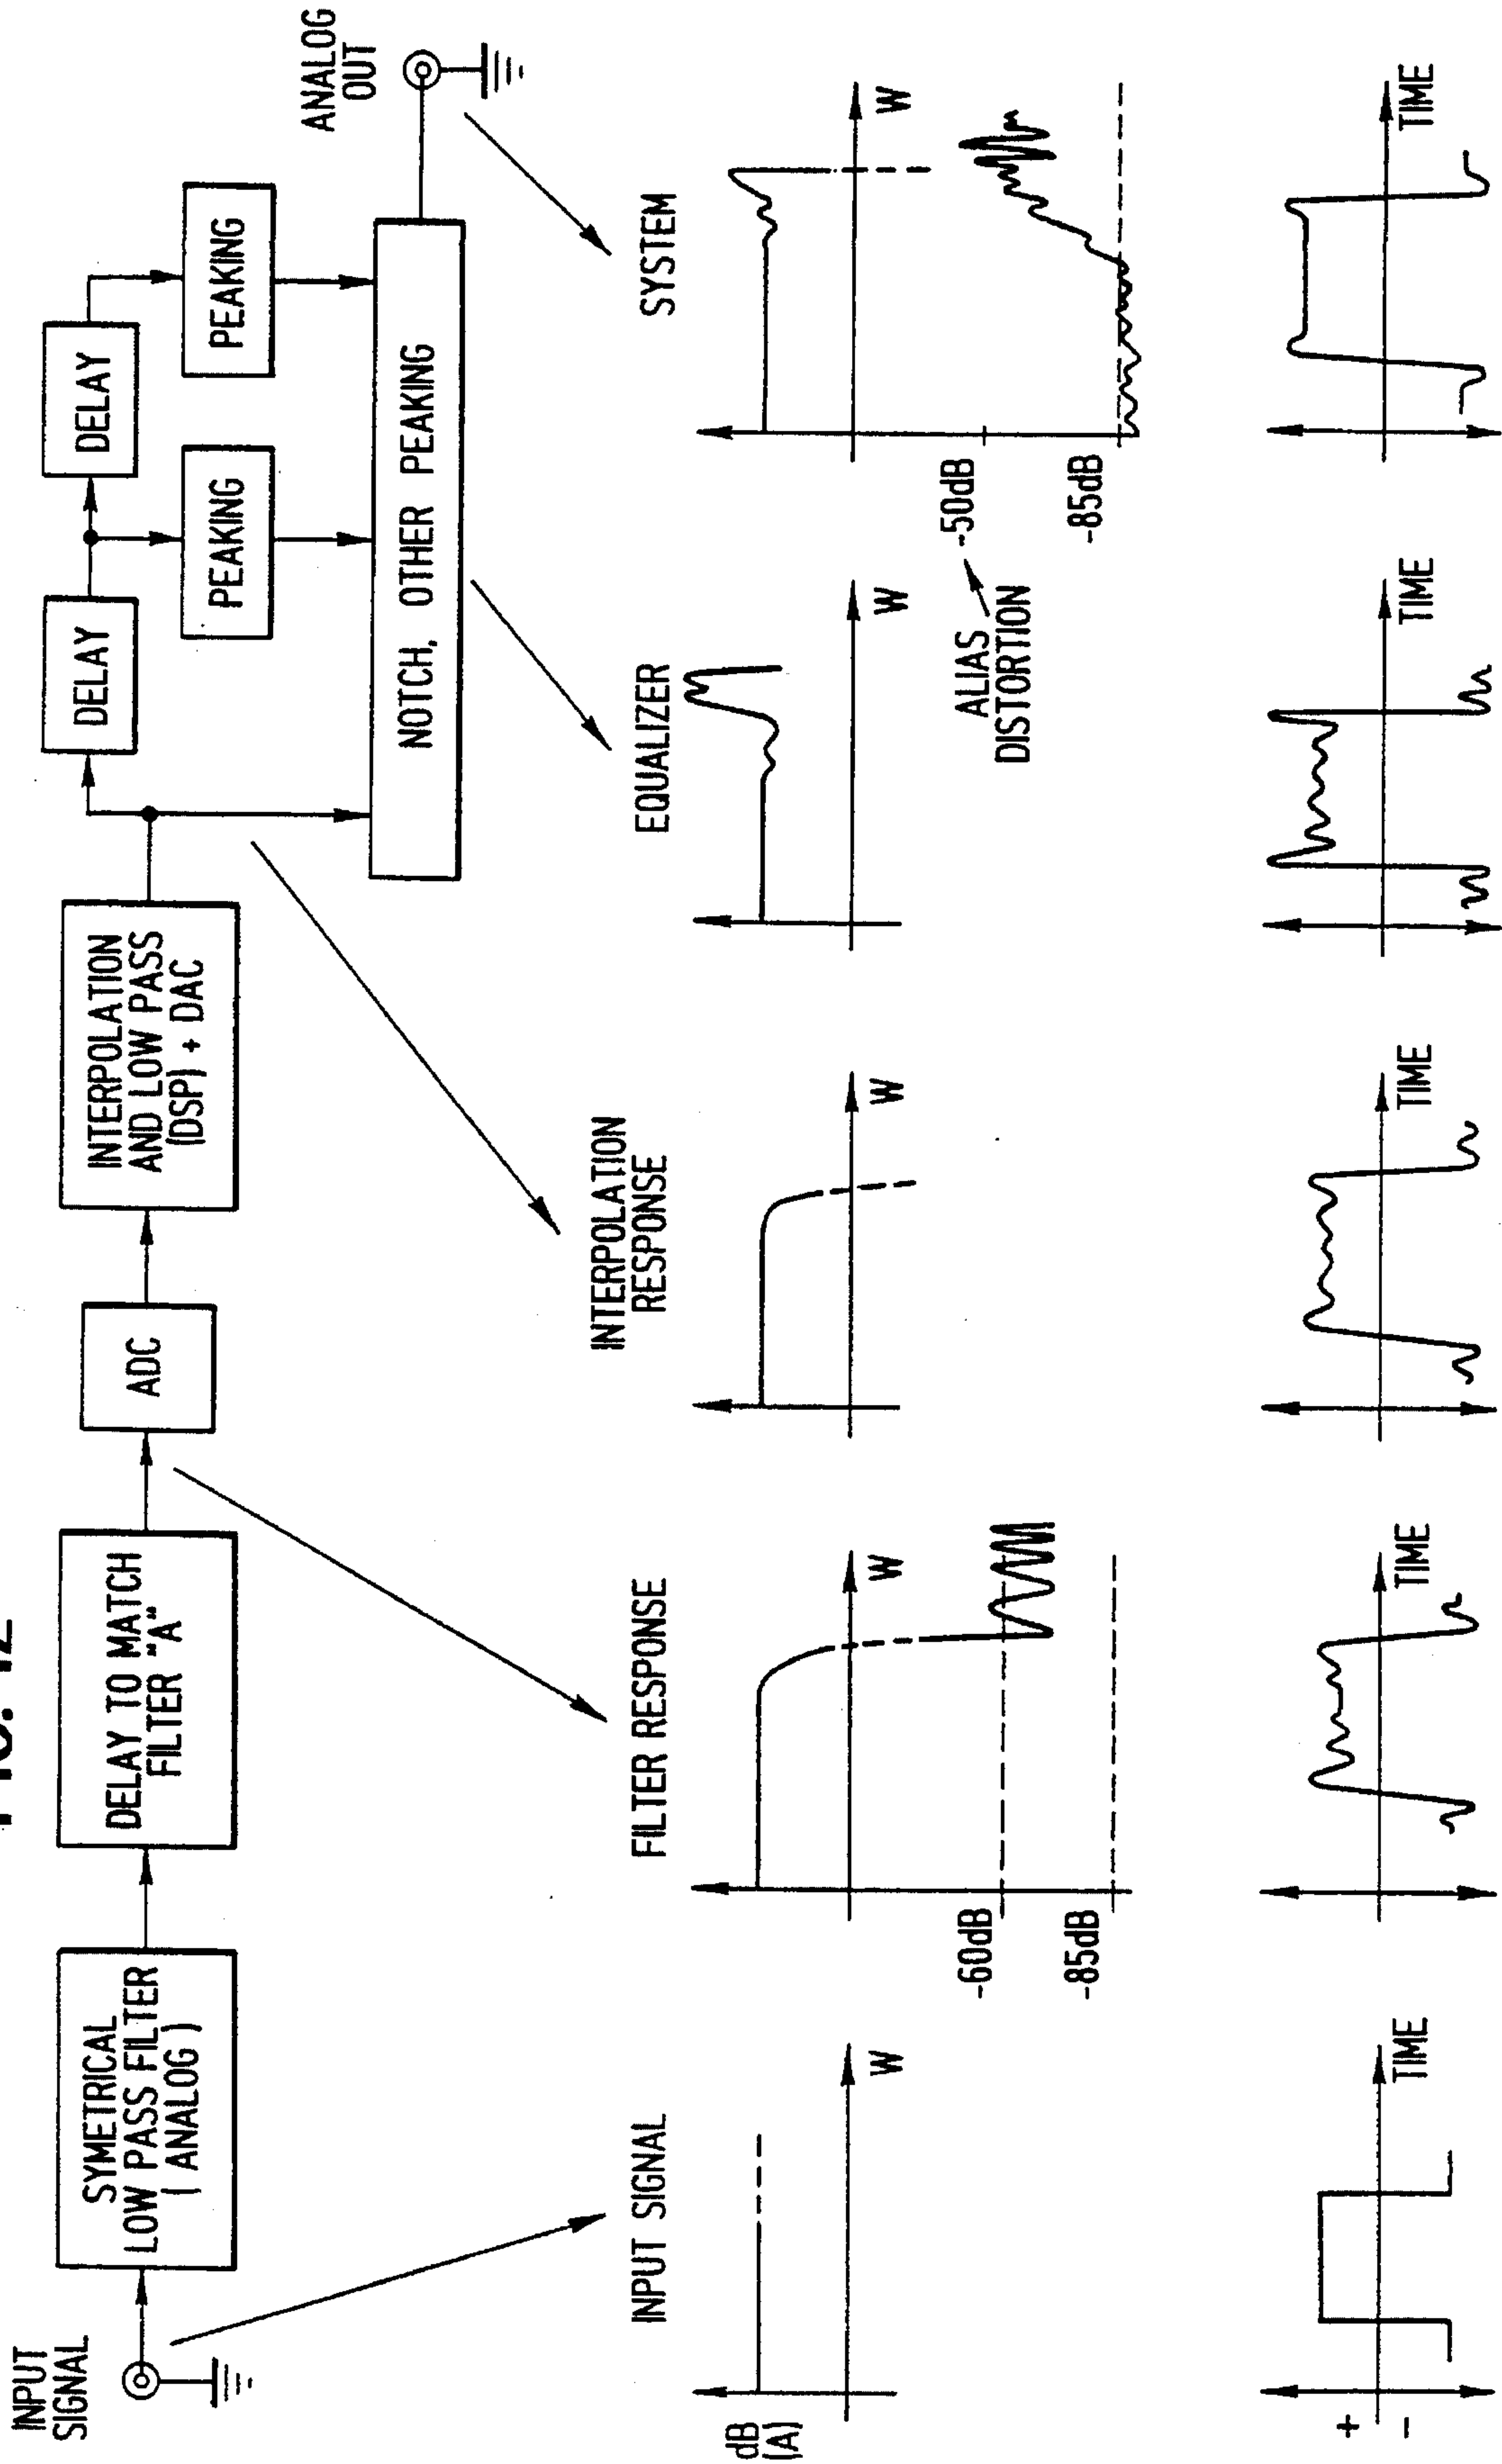 FIG. 12
INPUT
SIGNAL
SYMETRICAL
LOW PASS FILTER
( ANALOG )
DELAY TO MATCH
FILTER "A"
ADC
INTERPOLATION
AND LOW PASS
(DSP) + DAC
DELAY
DELAY
PEAKING
PEAKING
NOTCH, OTHER PEAKING
ANALOG
OUT
INPUT SIGNAL
dB
(A)
W
FILTER RESPONSE
W
-60dB
-85dB
INTERPOLATION
RESPONSE
W
EQUALIZER
W
ALIAS
DISTORTION
SYSTEM
W
-50dB
-85dB
+
-
TIME
TIME
TIME
TIME
TIME